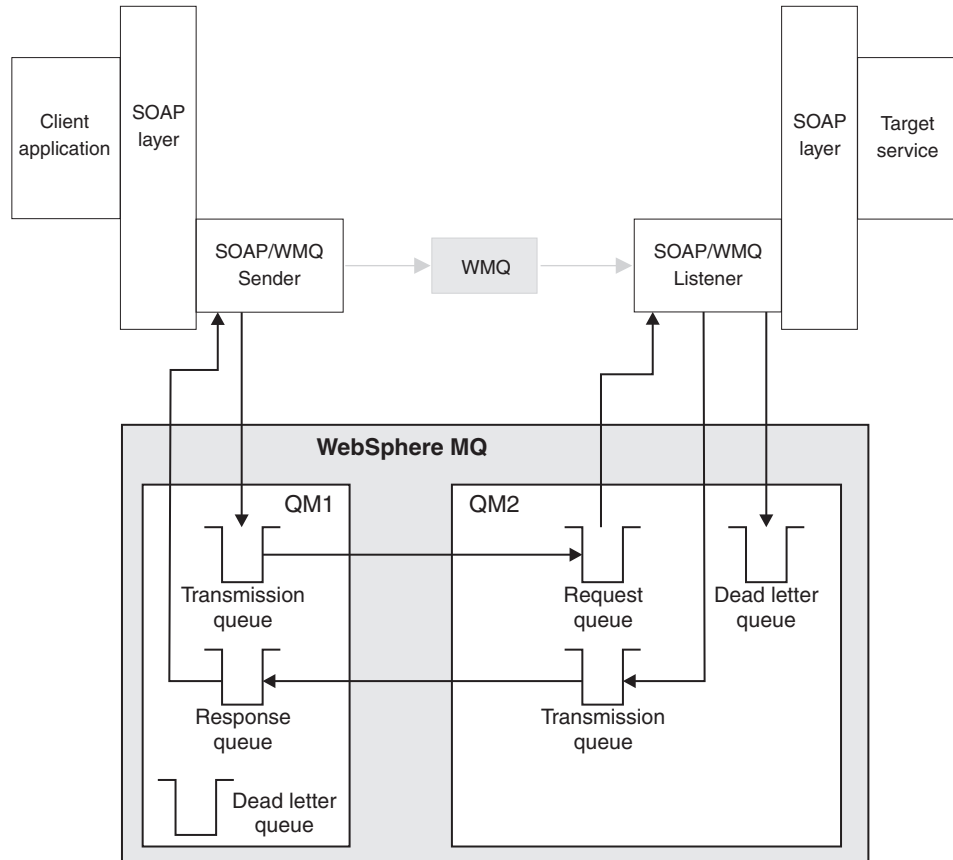 Client
application
SOAP
layer
SOAP
layer
Target
service
SOAP/WMQ
Sender
WMQ
SOAP/WMQ
Listener
WebSphere MQ
QM1
QM2
Transmission
queue
Request
queue
Dead letter
queue
Response
queue
Transmission
queue
Dead letter
queue